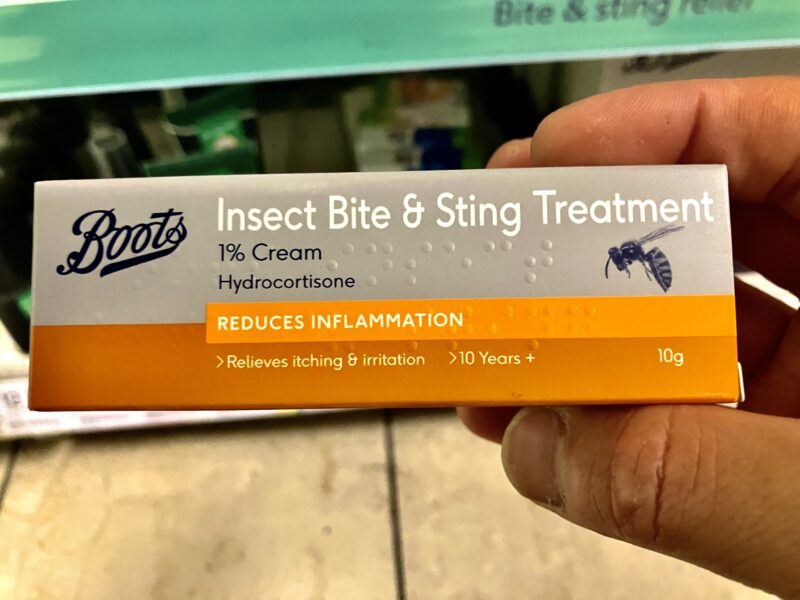 Bite & sting relief
Boots
Insect Bite & Sting Treatment
1% Cream
Hydrocortisone
REDUCES INFLAMMATION
>Relieves itching & irritation >10 Years + 10g